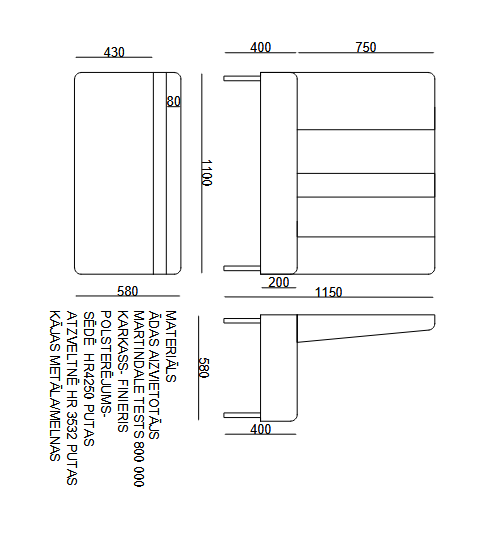 430
400
750
80
1100
580
200
1150
580
400
MATERIĀLS
ĀDAS AIZVIETOTĀJS
MARTINDALE TESTS 800 000
KARKASS- FINIERIS
POLSTERĒJUMS-
SĒDĒ HR4250 PUTAS
ATZVELTNĒ HR 3532 PUTAS
KĀJAS METĀLA/MELNAS